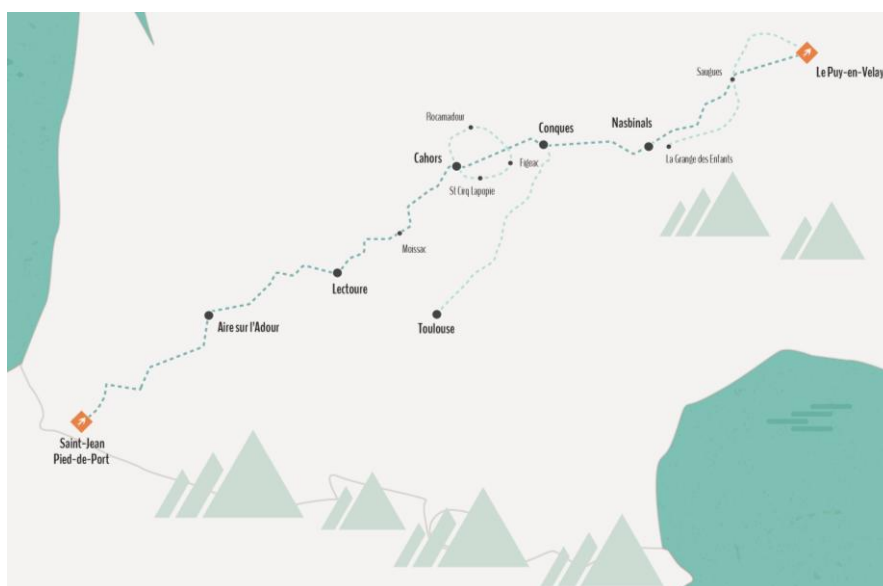 Le Puy-en-Velay
Saugues
Rocamadour
Conques
Nasbinals
La Grange des Enfants
Cahors
Figeac
St Cirq Lapopie
Moissac
Lectoure
Aire sur l'Adour
Toulouse
Saint-Jean
Pied-de-Port